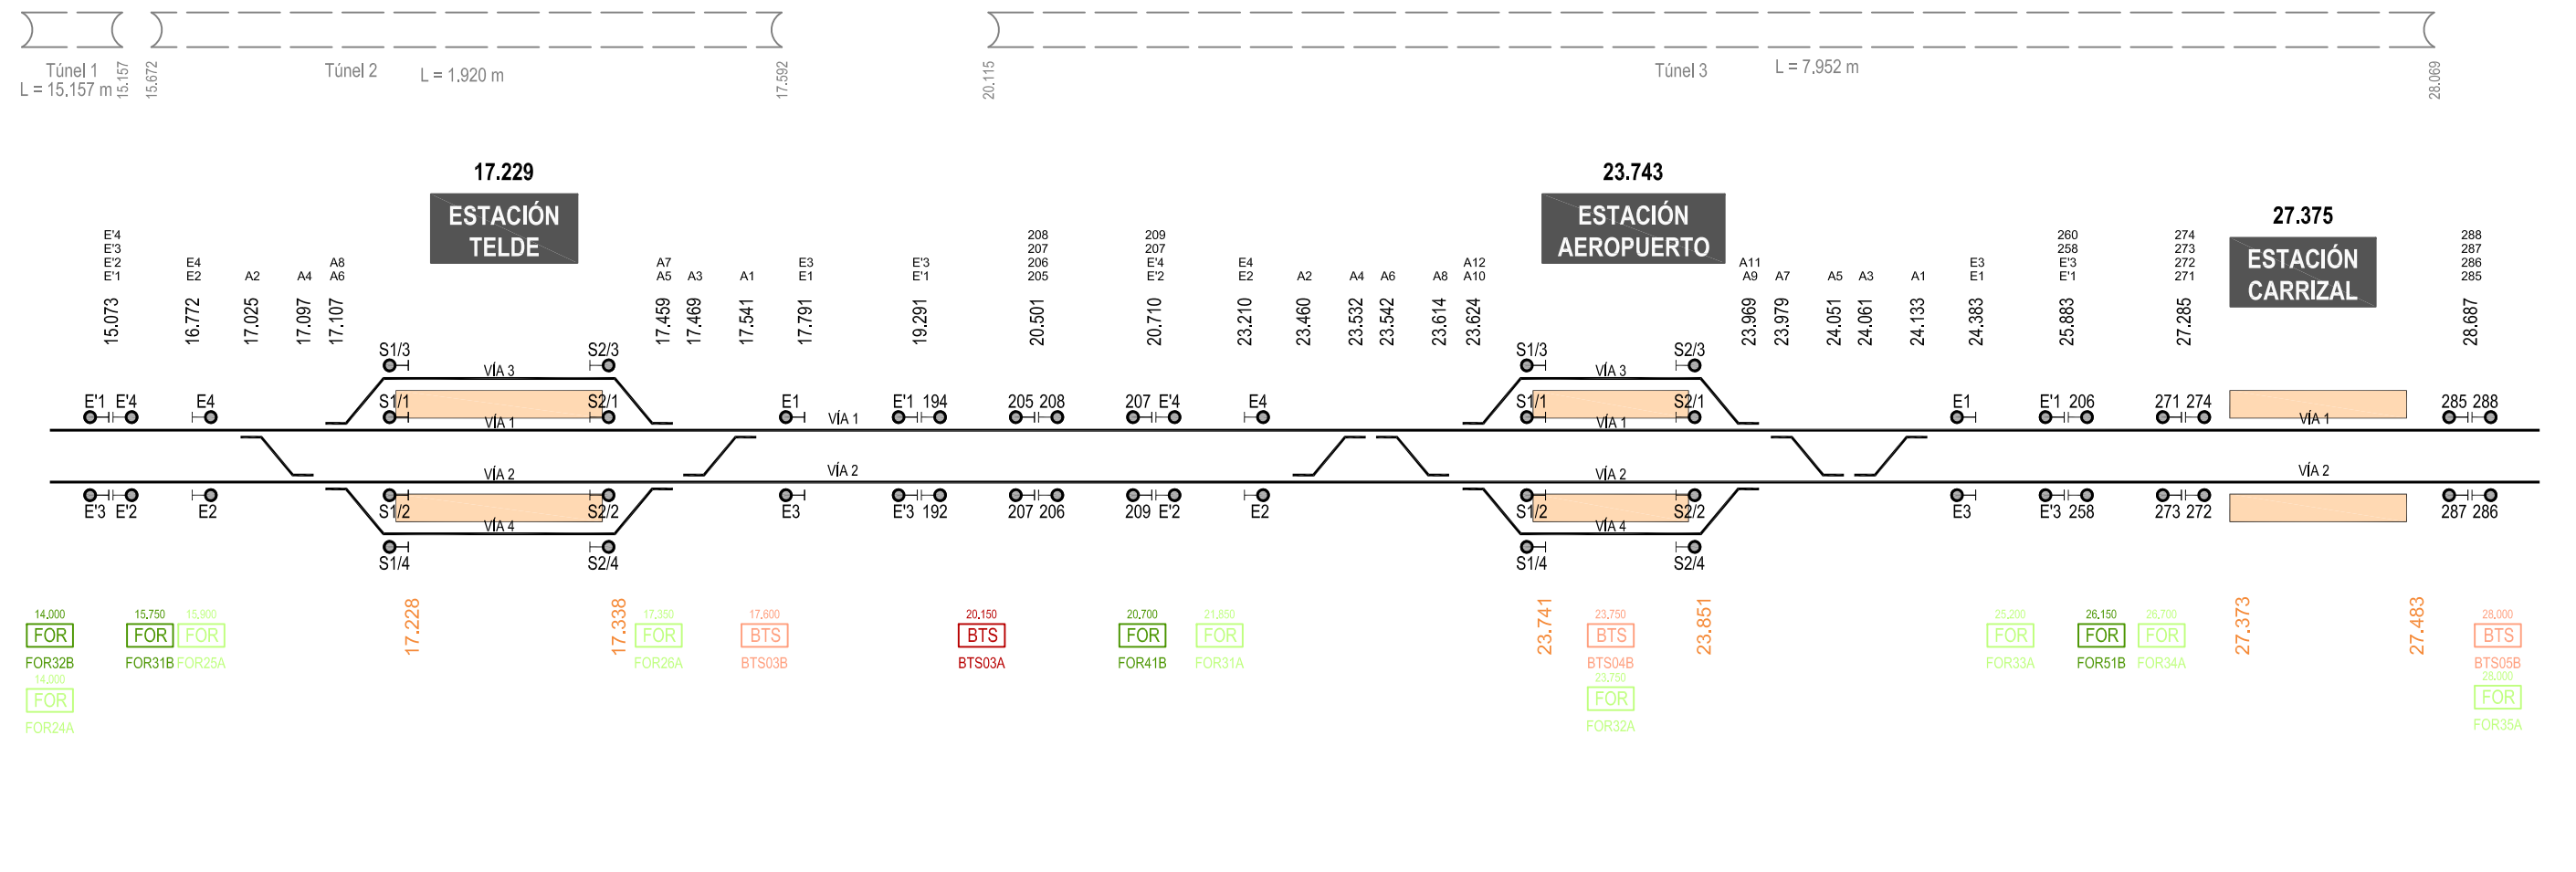 Túnel 1
L = 15,157 m
15.157
15.672
Túnel 2
L = 1.920 m
17.592
20.115
Túnel 3
L = 7.952 m
28.069
17.229
ESTACIÓN
TELDE
23.743
ESTACIÓN
AEROPUERTO
27.375
ESTACIÓN
CARRIZAL
E'4
E'3
E'2
E'1
15.073
E4
E2
16.772
A2
17.025
A4
17.097
A8
A6
17.107
A7
A5
17.459
A3
17.469
A1
17.541
E3
E1
17.791
E'3
E'1
19.291
208
207
206
205
20.501
209
207
E'4
E'2
20.710
E4
E2
23.210
A2
23.460
A4
23.532
A6
23.542
A8
23.614
A12
A10
23.624
A11
A9
23.969
A7
23.979
A5
24.051
A3
24.061
A1
24.133
E3
E1
24.383
260
258
E'3
E'1
25.883
274
273
272
271
27.285
288
287
286
285
28.687
S1/3 S2/3 S1/3 S2/3
VÍA 3 VÍA 3
E'1 E'4 E4 S1/1 S2/1 E1 E'1 194 205 208 207 E'4 E4 S1/1 S2/1 E1 E'1 206 271 274 285 288
VÍA 1 VÍA 1 VÍA 1 VÍA 1
VÍA 2 VÍA 2 VÍA 2 VÍA 2
E'3 E'2 E2 S1/2 S2/2 E3 E'3 192 207 206 209 E'2 E2 S1/2 S2/2 E3 E'3 258 273 272 287 286
VÍA 4 VÍA 4
S1/4 S2/4 S1/4 S2/4
17.228
17.338
23.741
23.851
27.373
27.483
14,000
FOR
FOR32B
14,000
FOR
FOR24A
15,750
FOR
FOR31B
15,900
FOR
FOR25A
17,350
FOR
FOR26A
17,600
BTS
BTS03B
20,150
BTS
BTS03A
20,700
FOR
FOR41B
21,850
FOR
FOR31A
23,750
BTS
BTS04B
23,750
FOR
FOR32A
25,200
FOR
FOR33A
26,150
FOR
FOR51B
26,700
FOR
FOR34A
28,000
BTS
BTS05B
28,000
FOR
FOR35A